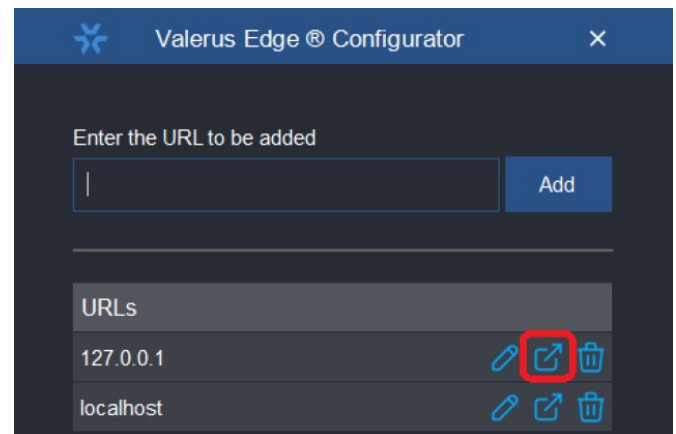 Valerus Edge ® Configurator
Enter the URL to be added
Add
URLs
127.0.0.1
localhost